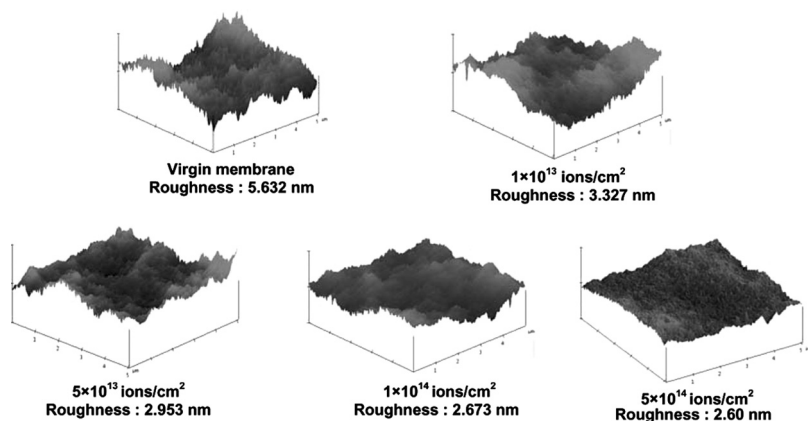 Virgin membrane
Roughness : 5.632 nm
1×10¹³ ions/cm²
Roughness : 3.327 nm
5×10¹³ ions/cm²
Roughness : 2.953 nm
1×10¹⁴ ions/cm²
Roughness : 2.673 nm
5×10¹⁴ ions/cm²
Roughness : 2.60 nm